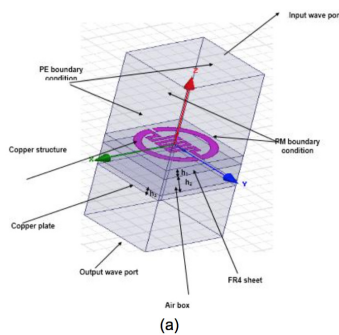 Input wave por
PE boundary
condition
Z
Copper structure
PM boundary
condition
X
h₂
Y
Copper plate
Output wave port
FR4 sheet
Air box
(a)